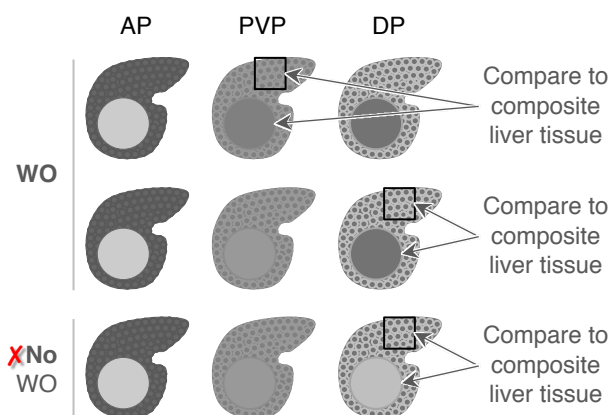 AP PVP DP
Compare to
composite
liver tissue
WO
Compare to
composite
liver tissue
✗No
WO
Compare to
composite
liver tissue